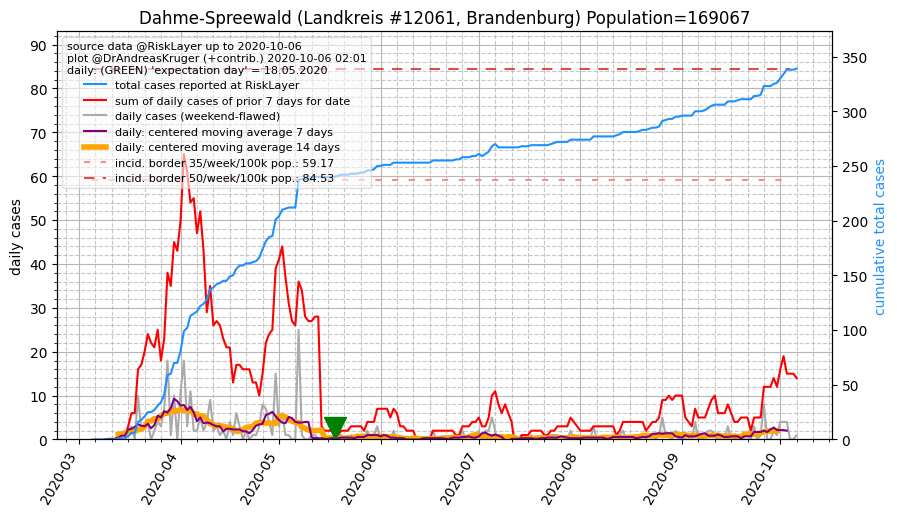 Dahme-Spreewald (Landkreis #12061, Brandenburg) Population=169067
source data @RiskLayer up to 2020-10-06
plot @DrAndreasKruger (+contrib.) 2020-10-06 02:01
daily: (GREEN) 'expectation day' = 18.05.2020
total cases reported at RiskLayer
sum of daily cases of prior 7 days for date
daily cases (weekend-flawed)
daily: centered moving average 7 days
daily: centered moving average 14 days
incid. border 35/week/100k pop.: 59.17
incid. border 50/week/100k pop.: 84.53
daily cases
90
80
70
60
50
40
30
20
10
0
cumulative total cases
350
300
250
200
150
100
50
0
2020-03
2020-04
2020-05
2020-06
2020-07
2020-08
2020-09
2020-10